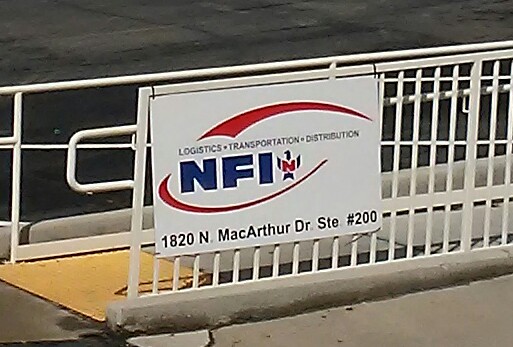 LOGISTICS • TRANSPORTATION • DISTRIBUTION
NFI N
1820 N. MacArthur Dr. Ste. #200